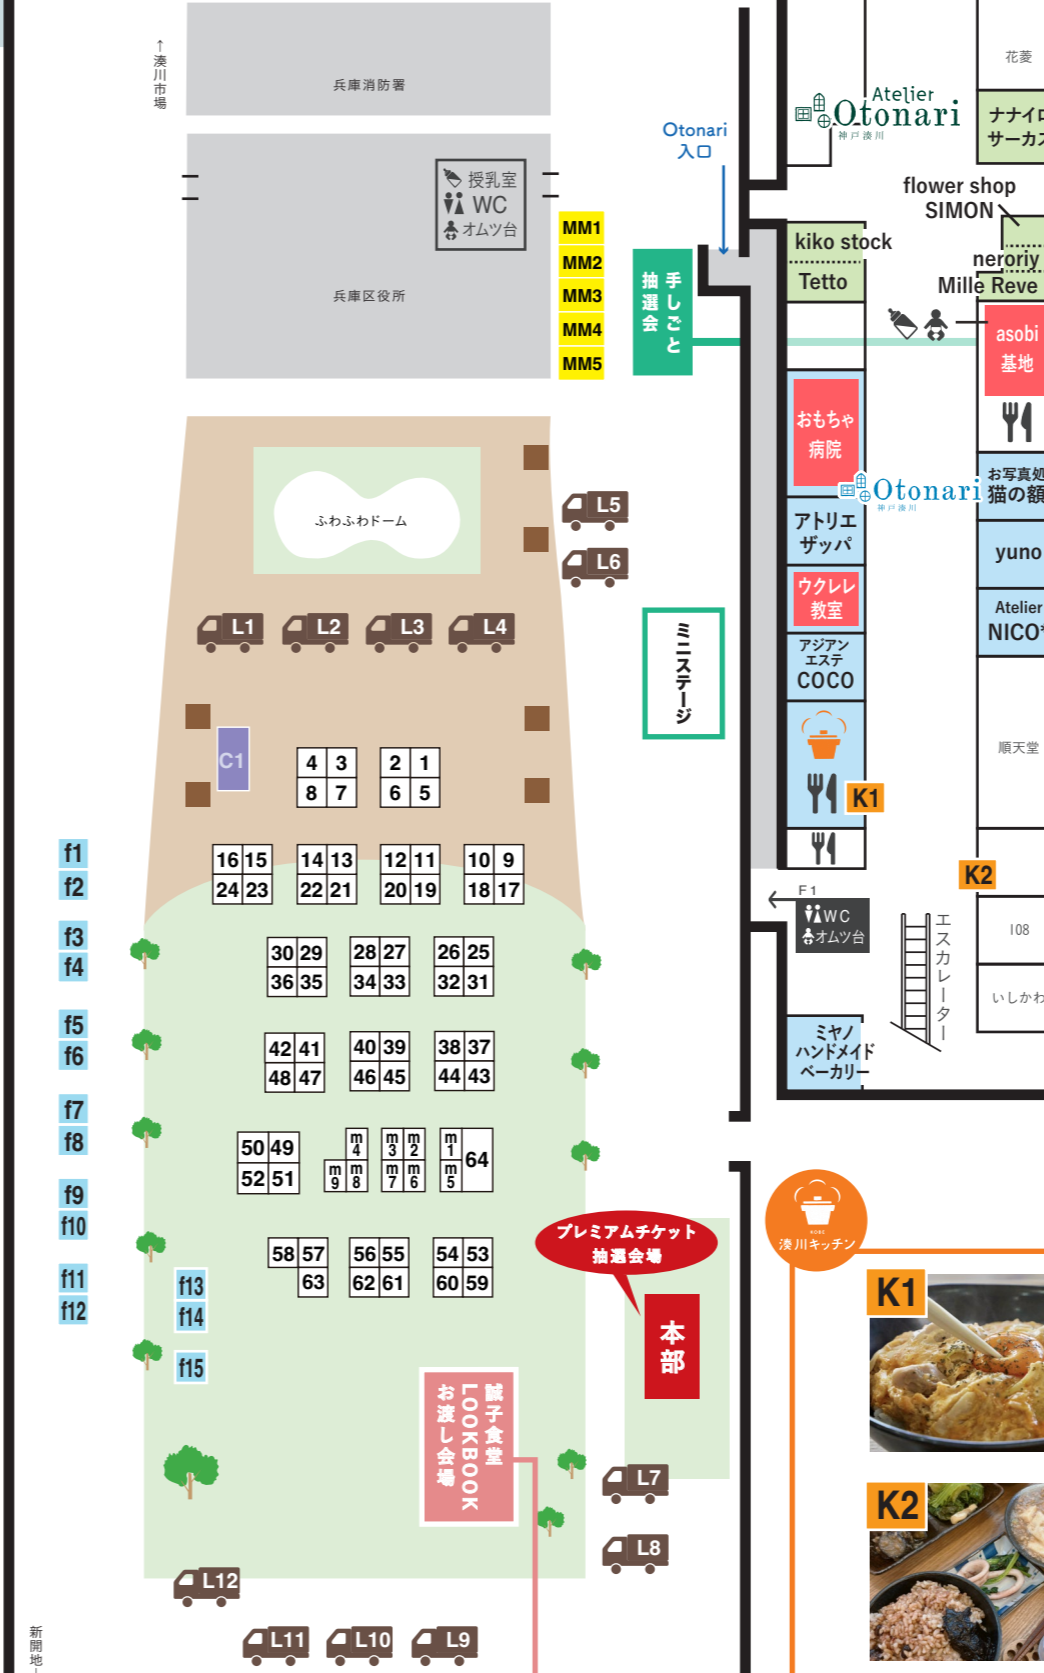 ↑湊川市場
兵庫消防署
授乳室
WC
オムツ台
兵庫区役所
MM1
MM2
MM3
MM4
MM5
手しごと
抽選会
Otonari
入口
Atelier
Otonari
神戸湊川
花菱
ナナイロ
サーカス
flower shop
SIMON
neroriy
Mille Reve
kiko stock
Tetto
asobi
基地
おもちゃ
病院
Otonari
神戸湊川
お写真処
猫の額
アトリエ
ザッパ
yuno
ウクレレ
教室
Atelier
NICO*
アジアン
エステ
COCO
順天堂
K1
K2
F1
WC
オムツ台
エスカレーター
108
いしかわ
ミヤノ
ハンドメイド
ベーカリー
ふわふわドーム
L5
L6
L1 L2 L3 L4
ミニステージ
C1
4 3 2 1
8 7 6 5
16 15 14 13 12 11 10 9
24 23 22 21 20 19 18 17
30 29 28 27 26 25
36 35 34 33 32 31
42 41 40 39 38 37
48 47 46 45 44 43
50 49 m4 m3 m2 m1 64
52 51 m9 m8 m7 m6 m5
58 57 56 55 54 53
63 62 61 60 59
f1
f2
f3
f4
f5
f6
f7
f8
f9
f10
f11
f12
f13
f14
f15
プレミアムチケット
抽選会場
本部
誠子食堂
LOOKBOOK
お渡し会場
L7
L8
L12
L11 L10 L9
新開地
KOBE
湊川キッチン
K1
K2